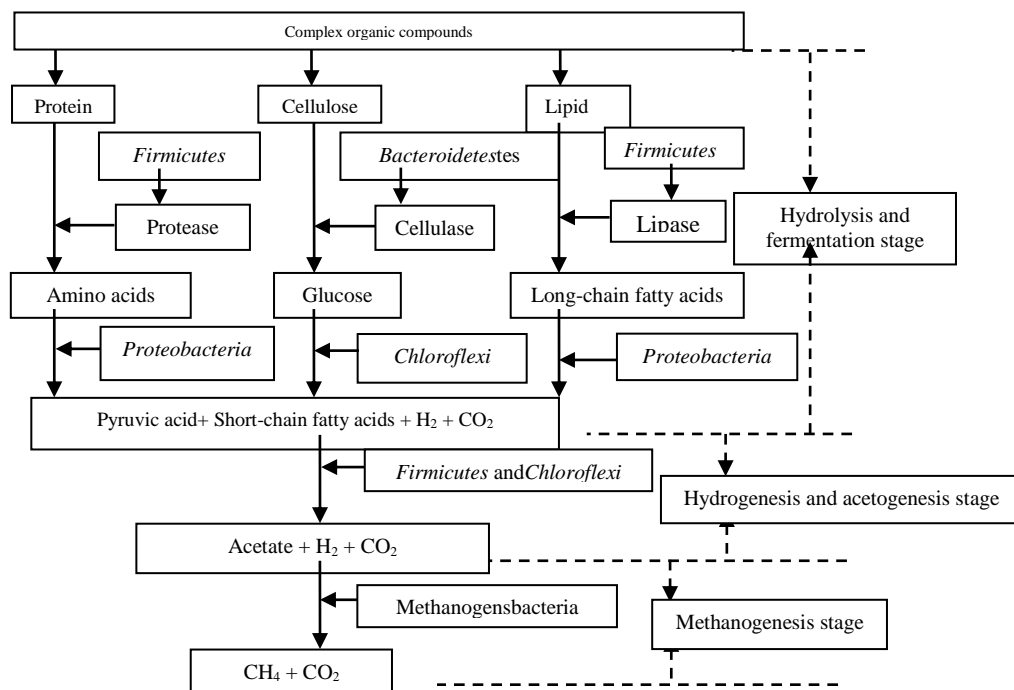 Complex organic compounds
Protein
Cellulose
Lipid
Firmicutes
Bacteroidetestes
Firmicutes
Protease
Cellulase
Lipase
Hydrolysis and
fermentation stage
Amino acids
Glucose
Long-chain fatty acids
Proteobacteria
Chloroflexi
Proteobacteria
Pyruvic acid+ Short-chain fatty acids + H₂ + CO₂
Firmicutes andChloroflexi
Hydrogenesis and acetogenesis stage
Acetate + H₂ + CO₂
Methanogensbacteria
Methanogenesis stage
CH₄ + CO₂